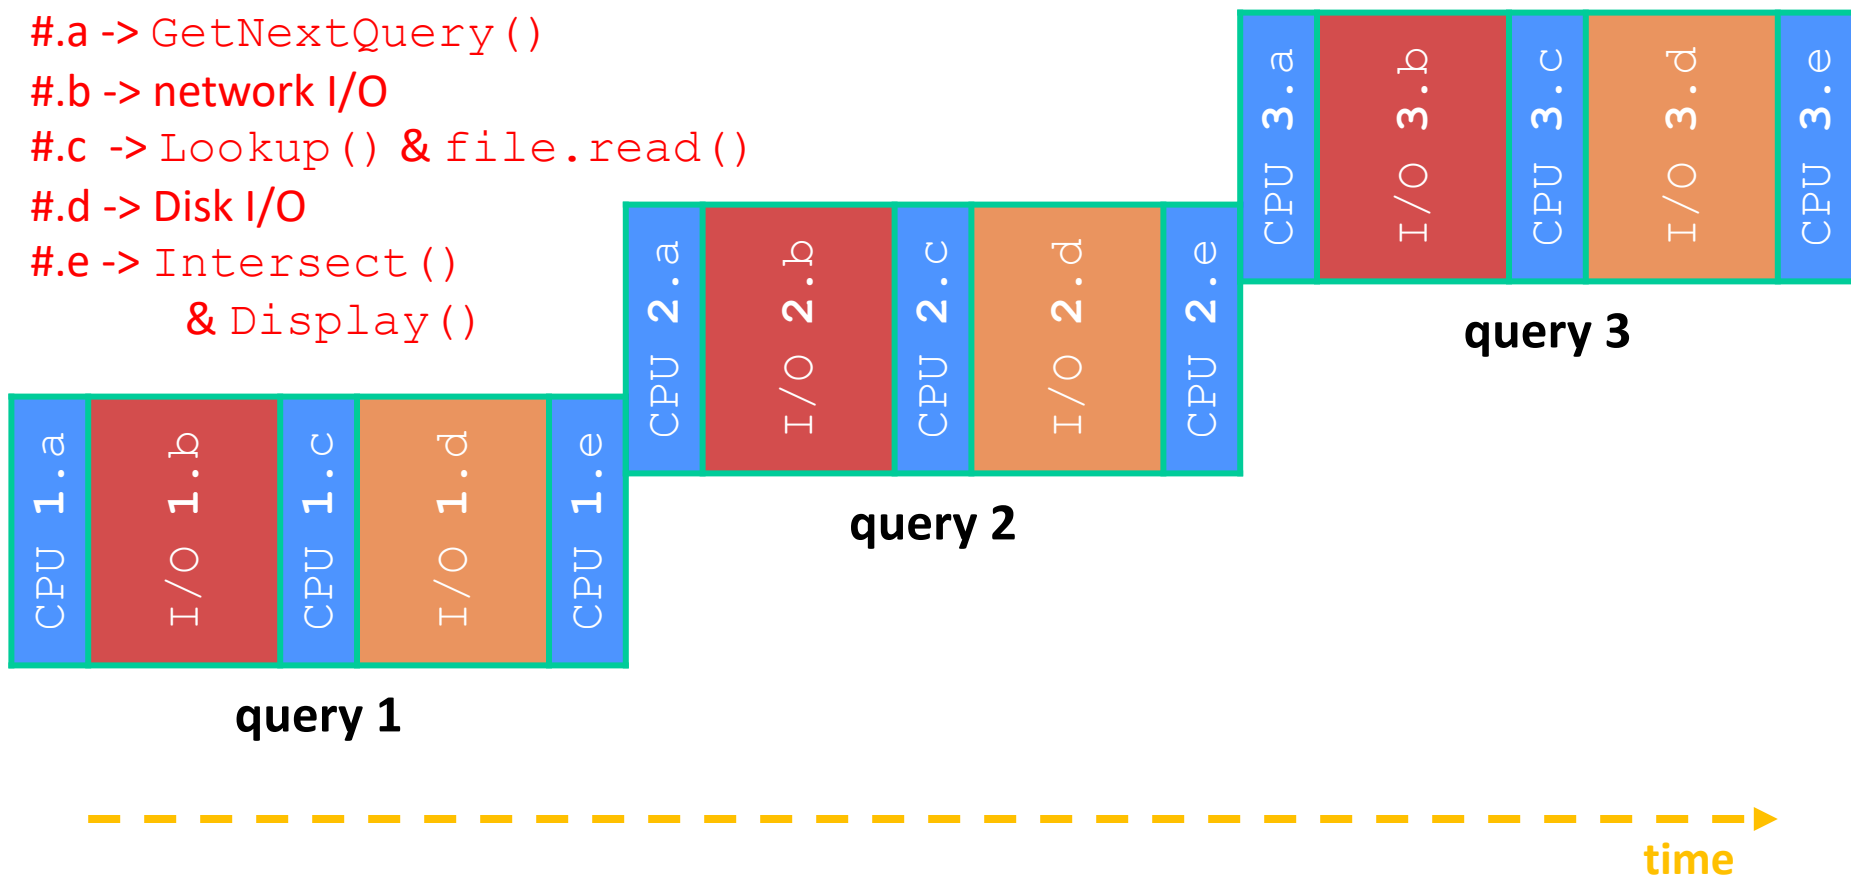 #.a -> GetNextQuery()
#.b -> network I/O
#.c -> Lookup() & file.read()
#.d -> Disk I/O
#.e -> Intersect()
& Display()
CPU 1.a
I/O 1.b
CPU 1.c
I/O 1.d
CPU 1.e
query 1
CPU 2.a
I/O 2.b
CPU 2.c
I/O 2.d
CPU 2.e
query 2
CPU 3.a
I/O 3.b
CPU 3.c
I/O 3.d
CPU 3.e
query 3
time